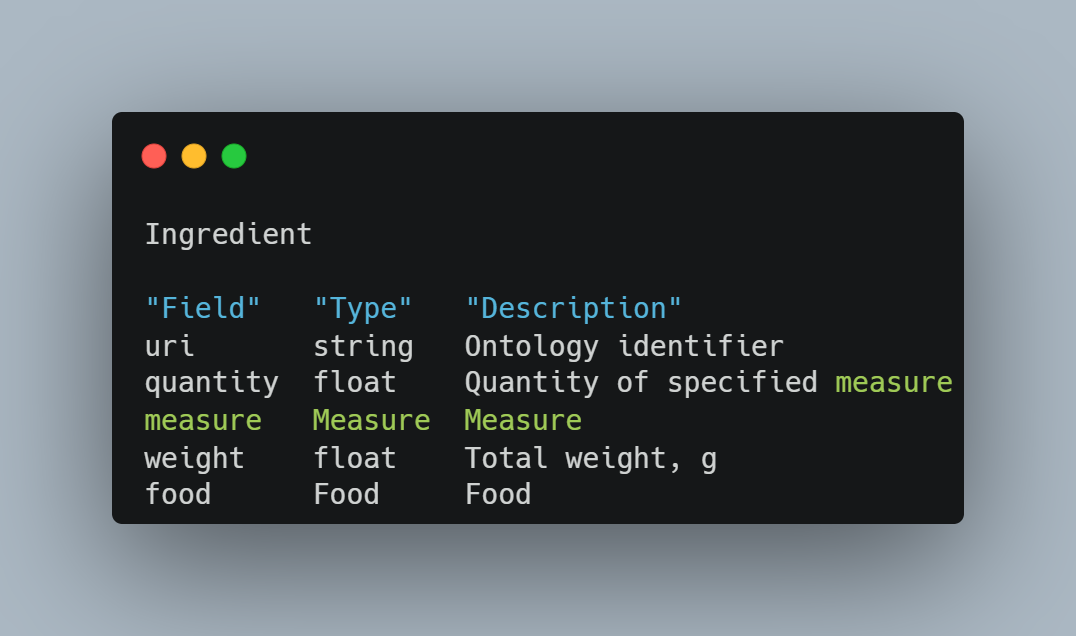 Ingredient
"Field" "Type" "Description"
uri string Ontology identifier
quantity float Quantity of specified measure
measure Measure Measure
weight float Total weight, g
food Food Food